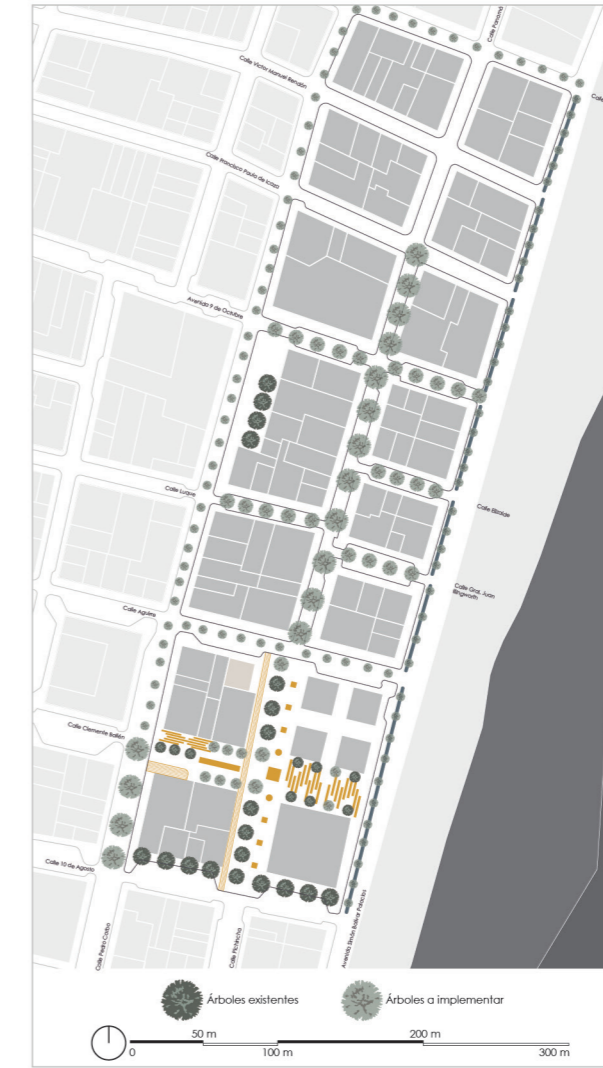 Calle Panamá
Calle Víctor Manuel Rendón
Calle Francisco Paula de Icaza
Avenida 9 de Octubre
Calle Luque
Calle Elizalde
Calle Gral. Juan
Illingworth
Calle Aguirre
Calle Clemente Ballén
Calle 10 de Agosto
Calle Pedro Carbo
Calle Pichincha
Avenida Simón Bolívar Palacios
Árboles existentes
Árboles a implementar
50 m
200 m
0
100 m
300 m